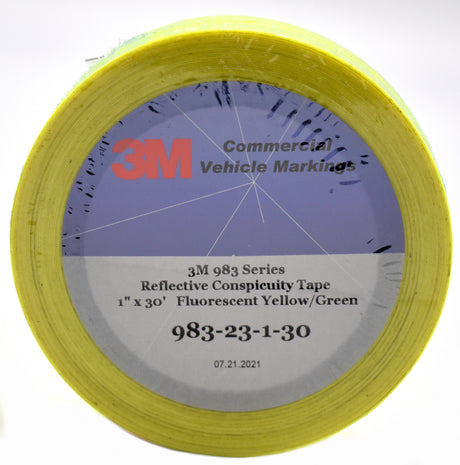 3M
Commercial
Vehicle Markings
3M 983 Series
Reflective Conspicuity Tape
1" x 30' Fluorescent Yellow/Green
983-23-1-30
07.21.2021